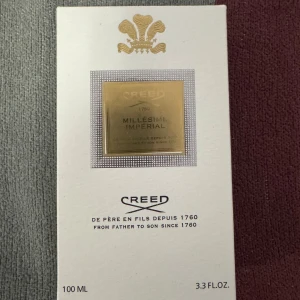 CREED
MILLESIME
IMPERIAL
CREED
DE PÈRE EN FILS DEPUIS 1760
FROM FATHER TO SON SINCE 1760
100 ML 3.3 FL.OZ.